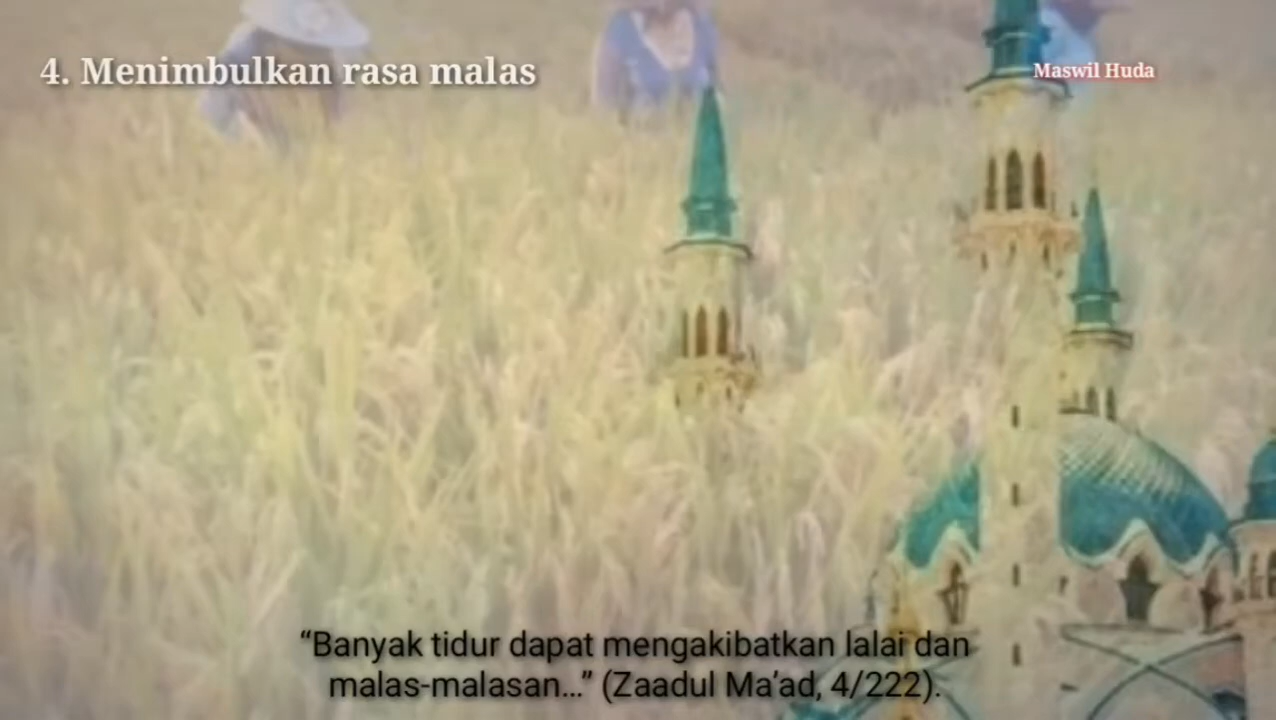 4. Menimbulkan rasa malas
Maswil Huda
“Banyak tidur dapat mengakibatkan lalai dan
malas-malasan...” (Zaadul Ma’ad, 4/222).